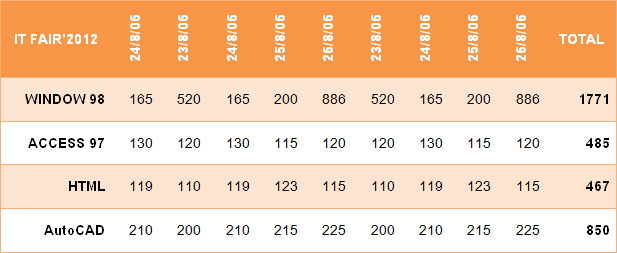 IT FAIR'2012 24/8/06 23/8/06 24/8/06 25/8/06 26/8/06 23/8/06 24/8/06 25/8/06 26/8/06 TOTAL
WINDOW 98 165 520 165 200 886 520 165 200 886 1771
ACCESS 97 130 120 130 115 120 120 130 115 120 485
HTML 119 110 119 123 115 110 119 123 115 467
AutoCAD 210 200 210 215 225 200 210 215 225 850